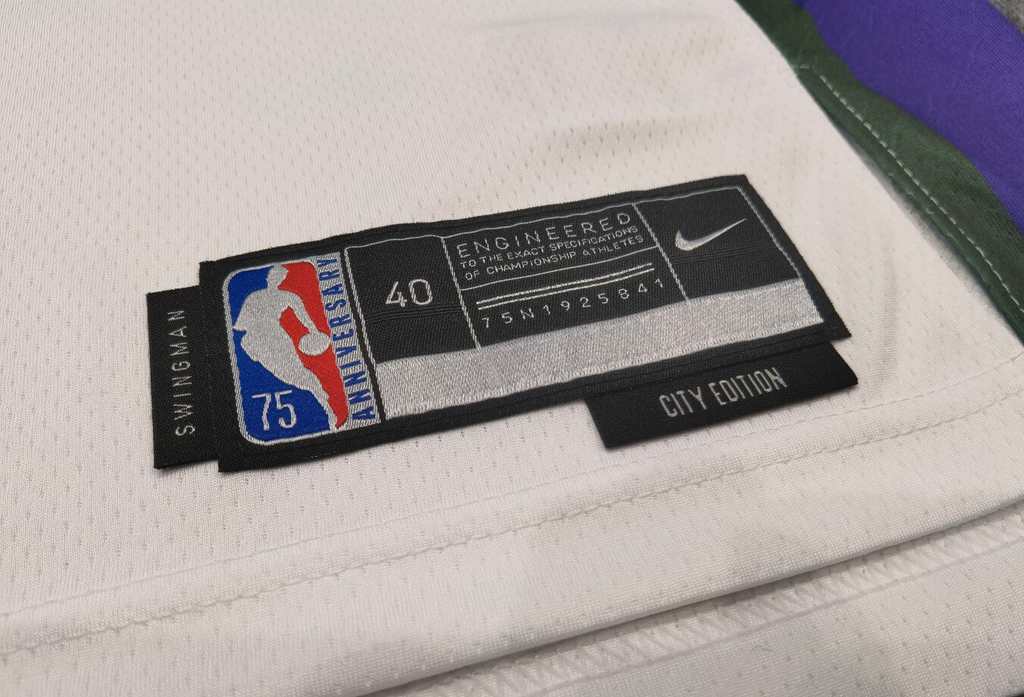 SWINGMAN
75
ANNIVERSARY
40
ENGINEERED
TO THE EXACT SPECIFICATIONS
OF CHAMPIONSHIP ATHLETES
75N1925841
CITY EDITION